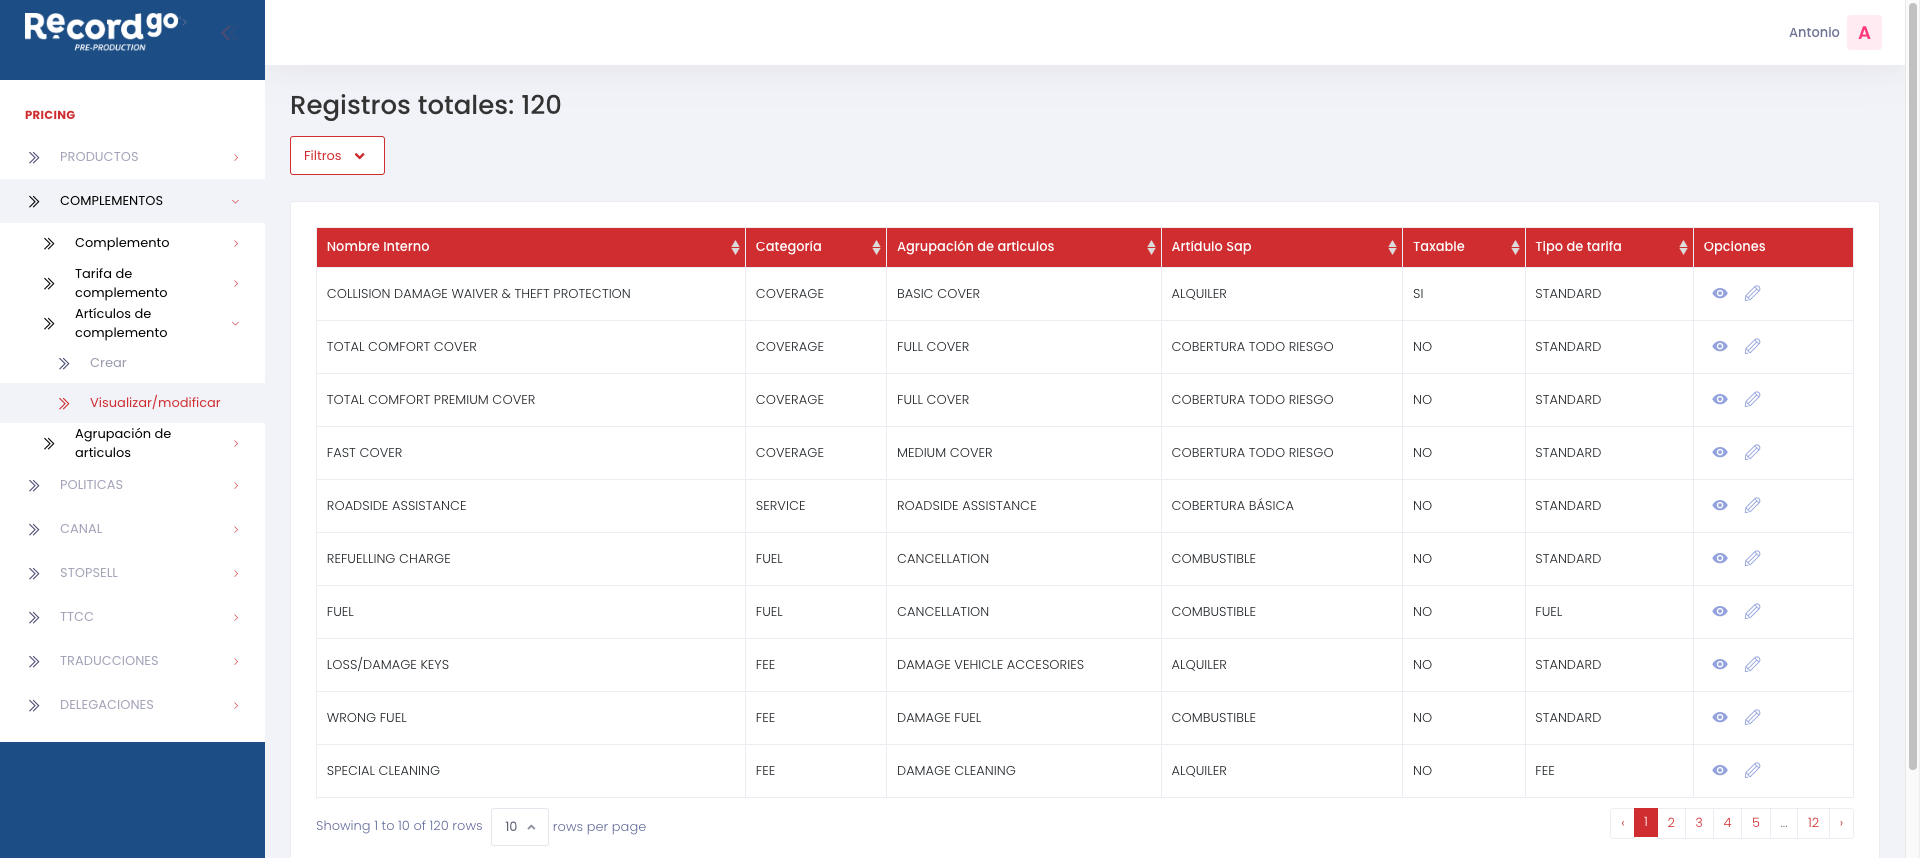 Recordgo
PRE-PRODUCTION
Antonio
A
PRICING
PRODUCTOS
COMPLEMENTOS
Complemento
Tarifa de
complemento
Artículos de
complemento
Crear
Visualizar/modificar
Agrupación de
articulos
POLITICAS
CANAL
STOPSELL
TTCC
TRADUCCIONES
DELEGACIONES
Registros totales: 120
Filtros
Nombre Interno Categoría Agrupación de articulos Artídulo Sap Taxable Tipo de tarifa Opciones
COLLISION DAMAGE WAIVER & THEFT PROTECTION COVERAGE BASIC COVER ALQUILER SI STANDARD
TOTAL COMFORT COVER COVERAGE FULL COVER COBERTURA TODO RIESGO NO STANDARD
TOTAL COMFORT PREMIUM COVER COVERAGE FULL COVER COBERTURA TODO RIESGO NO STANDARD
FAST COVER COVERAGE MEDIUM COVER COBERTURA TODO RIESGO NO STANDARD
ROADSIDE ASSISTANCE SERVICE ROADSIDE ASSISTANCE COBERTURA BÁSICA NO STANDARD
REFUELLING CHARGE FUEL CANCELLATION COMBUSTIBLE NO STANDARD
FUEL FUEL CANCELLATION COMBUSTIBLE NO FUEL
LOSS/DAMAGE KEYS FEE DAMAGE VEHICLE ACCESORIES ALQUILER NO STANDARD
WRONG FUEL FEE DAMAGE FUEL COMBUSTIBLE NO STANDARD
SPECIAL CLEANING FEE DAMAGE CLEANING ALQUILER NO FEE
Showing 1 to 10 of 120 rows 10 rows per page
‹ 1 2 3 4 5 ... 12 ›